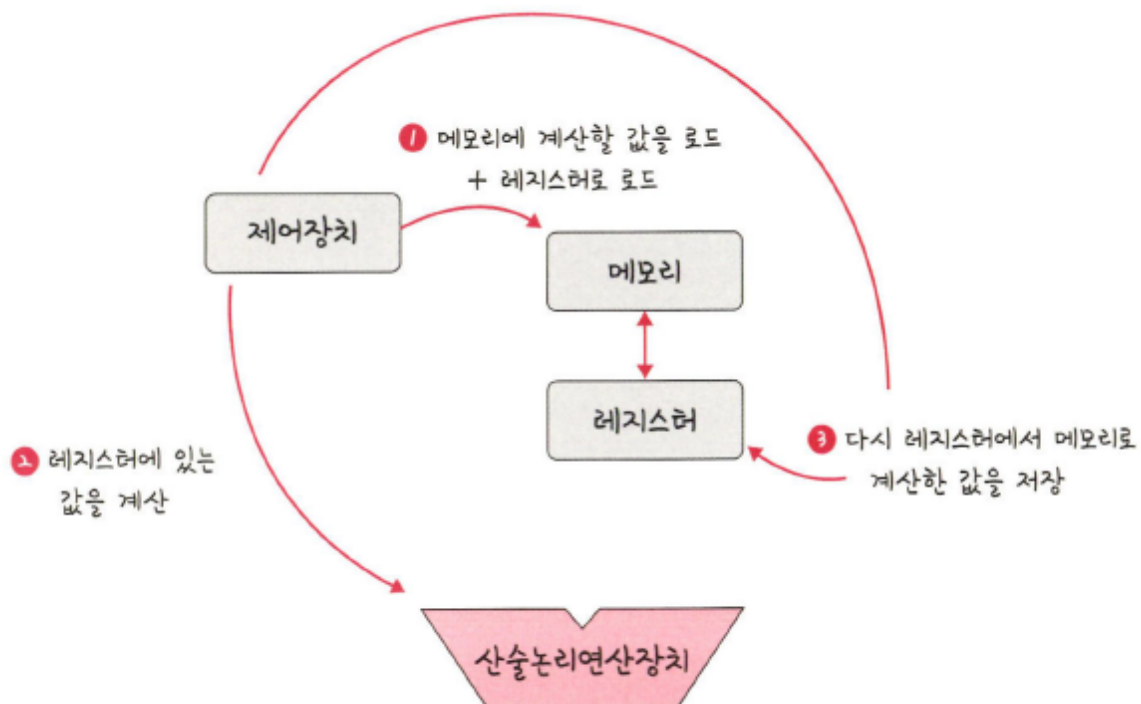 ❶ 메모리에 계산할 값을 로드
+ 레지스터로 로드
제어장치
메모리
레지스터
❷ 레지스터에 있는
값을 계산
❸ 다시 레지스터에서 메모리로
계산한 값을 저장
산술논리연산장치